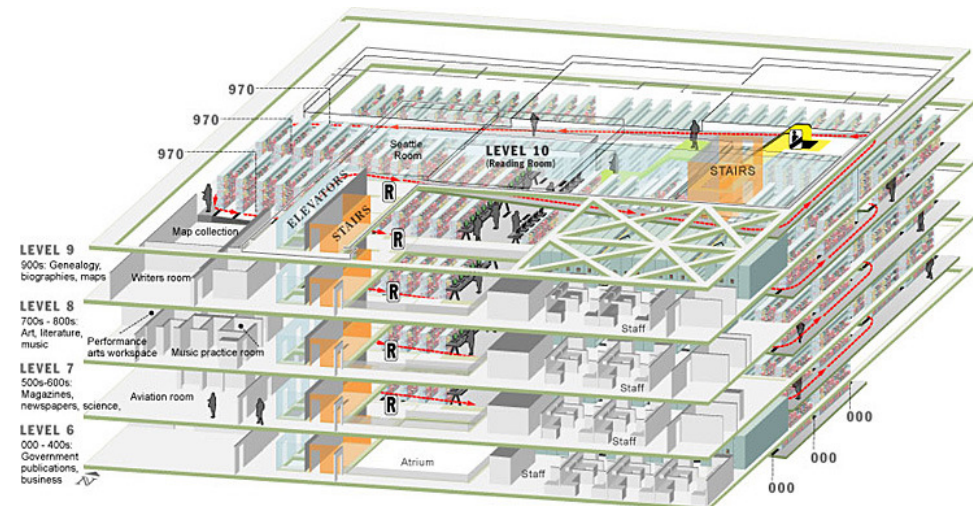 970
970
970
Seattle
Room
LEVEL 10
(Reading Room)
STAIRS
ELEVATORS
STAIRS
R
Map collection
R
LEVEL 9
900s: Genealogy,
biographies, maps
Writers room
R
LEVEL 8
700s - 800s:
Art, literature,
music
Performance
arts workspace
Music practice room
Staff
R
LEVEL 7
500s-600s:
Magazines,
newspapers, science,
Aviation room
Staff
R
LEVEL 6
000 - 400s:
Government
publications,
business
N
Atrium
Staff
Staff
000
000
000